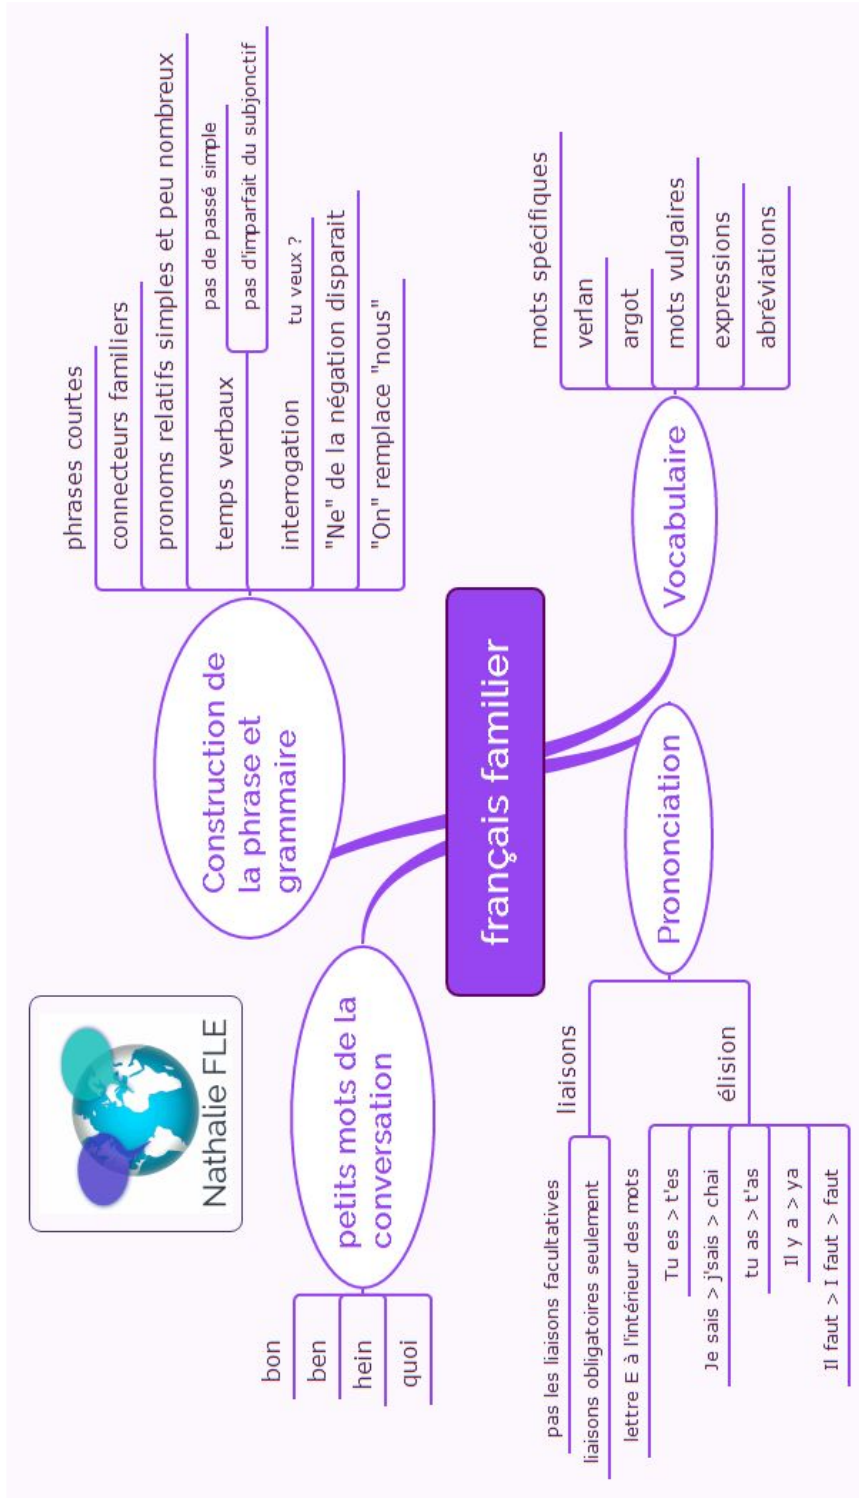 Nathalie FLE
français familier
petits mots de la
conversation
bon
ben
hein
quoi
Construction de
la phrase et
grammaire
phrases courtes
connecteurs familiers
pronoms relatifs simples et peu nombreux
temps verbaux
pas de passé simple
pas d'imparfait du subjonctif
interrogation
tu veux ?
"Ne" de la négation disparait
"On" remplace "nous"
Prononciation
liaisons
pas les liaisons facultatives
liaisons obligatoires seulement
élision
lettre E à l'intérieur des mots
Tu es > t'es
Je sais > j'sais > chai
tu as > t'as
Il y a > ya
Il faut > I faut > faut
Vocabulaire
mots spécifiques
verlan
argot
mots vulgaires
expressions
abréviations